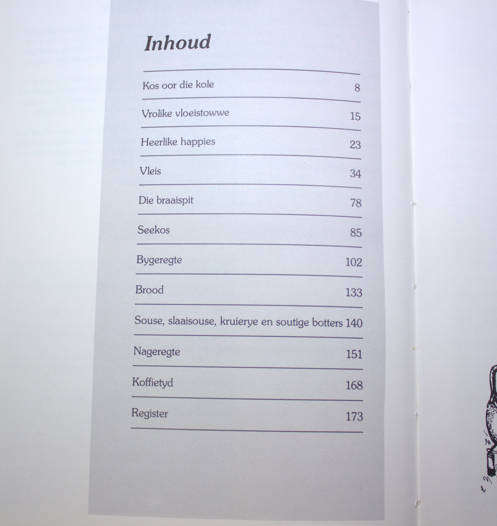 Inhoud
Kos oor die kole 8
Vrolike vloeistowwe 15
Heerlike happies 23
Vleis 34
Die braaispit 78
Seekos 85
Bygeregte 102
Brood 133
Souse, slaaisouse, kruierye en soutige botters 140
Nageregte 151
Koffietyd 168
Register 173